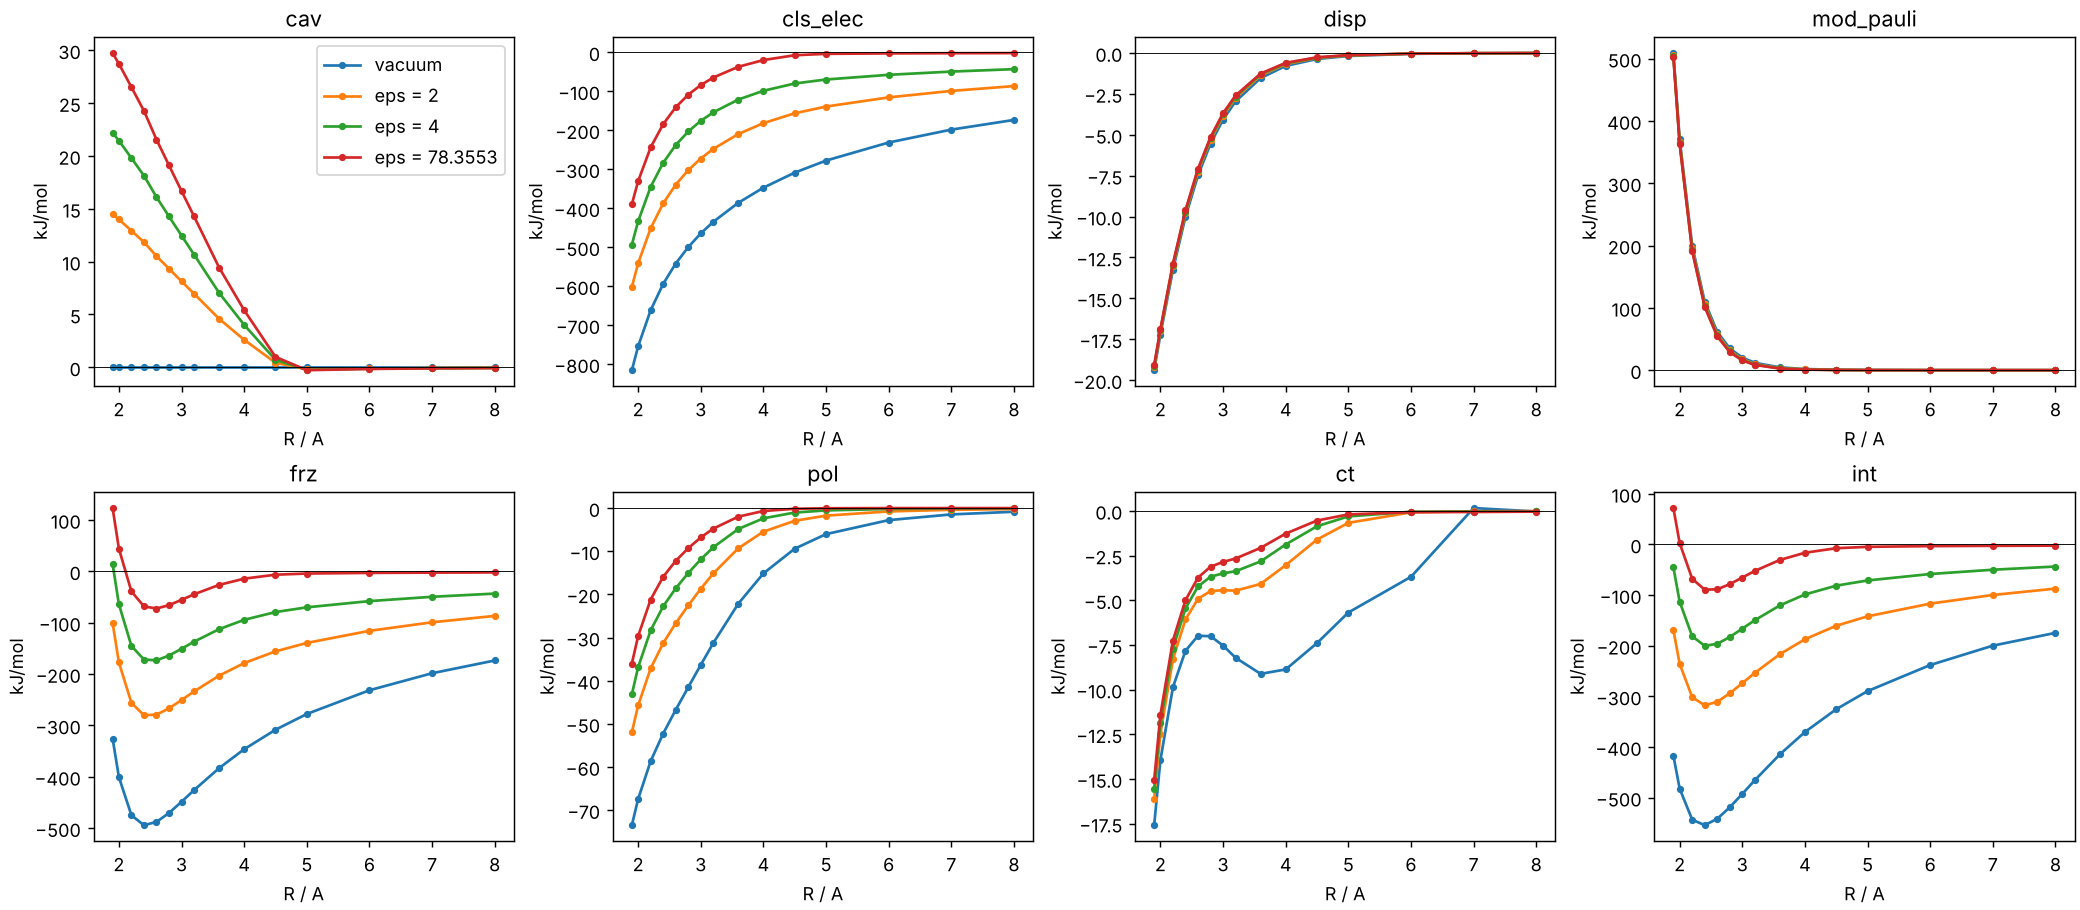 cav
30
25
20
15
10
5
0
kJ/mol
vacuum
eps = 2
eps = 4
eps = 78.3553
2 3 4 5 6 7 8
R / A
cls_elec
0
−100
−200
−300
−400
−500
−600
−700
−800
kJ/mol
2 3 4 5 6 7 8
R / A
disp
0.0
−2.5
−5.0
−7.5
−10.0
−12.5
−15.0
−17.5
−20.0
kJ/mol
2 3 4 5 6 7 8
R / A
mod_pauli
500
400
300
200
100
0
kJ/mol
2 3 4 5 6 7 8
R / A
frz
100
0
−100
−200
−300
−400
−500
kJ/mol
2 3 4 5 6 7 8
R / A
pol
0
−10
−20
−30
−40
−50
−60
−70
kJ/mol
2 3 4 5 6 7 8
R / A
ct
0.0
−2.5
−5.0
−7.5
−10.0
−12.5
−15.0
−17.5
kJ/mol
2 3 4 5 6 7 8
R / A
int
100
0
−100
−200
−300
−400
−500
kJ/mol
2 3 4 5 6 7 8
R / A